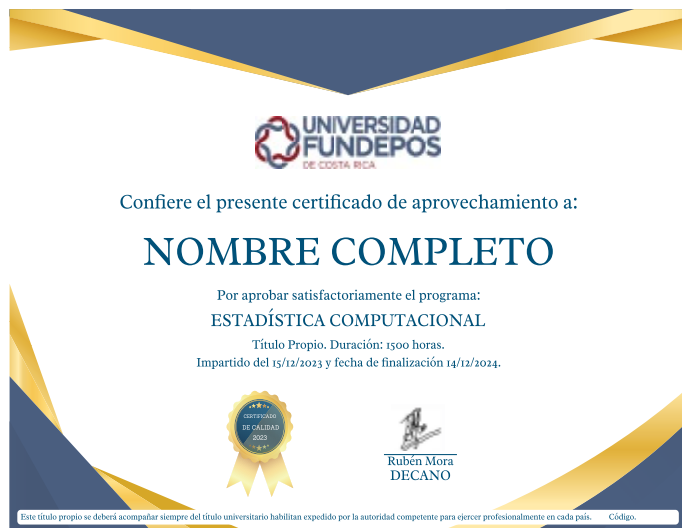 UNIVERSIDAD
FUNDEPOS
DE COSTA RICA
Confiere el presente certificado de aprovechamiento a:
NOMBRE COMPLETO
Por aprobar satisfactoriamente el programa:
ESTADÍSTICA COMPUTACIONAL
Título Propio. Duración: 1500 horas.
Impartido del 15/12/2023 y fecha de finalización 14/12/2024.
CERTIFICADO
DE CALIDAD
2023
Rubén Mora
DECANO
Este título propio se deberá acompañar siempre del título universitario habilitan expedido por la autoridad competente para ejercer profesionalmente en cada país. Código.